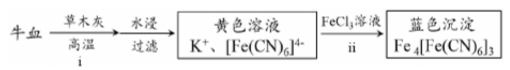 牛血 草木灰 高温 i 水浸 过滤 黄色溶液 K⁺、[Fe(CN)₆]⁴⁻ FeCl₃溶液 ii 蓝色沉淀 Fe₄[Fe(CN)₆]₃